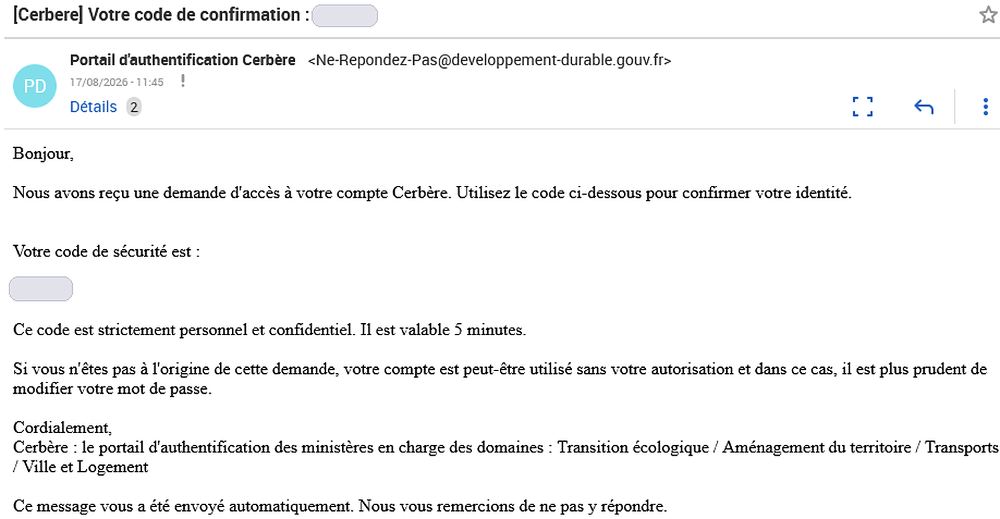 [Cerbere] Votre code de confirmation :
Portail d'authentification Cerbère <Ne-Repondez-Pas@developpement-durable.gouv.fr>
PD
17/08/2026 - 11:45 !
Détails 2
Bonjour,
Nous avons reçu une demande d'accès à votre compte Cerbère. Utilisez le code ci-dessous pour confirmer votre identité.
Votre code de sécurité est :
Ce code est strictement personnel et confidentiel. Il est valable 5 minutes.
Si vous n'êtes pas à l'origine de cette demande, votre compte est peut-être utilisé sans votre autorisation et dans ce cas, il est plus prudent de
modifier votre mot de passe.
Cordialement,
Cerbère : le portail d'authentification des ministères en charge des domaines : Transition écologique / Aménagement du territoire / Transports
/ Ville et Logement
Ce message vous a été envoyé automatiquement. Nous vous remercions de ne pas y répondre.